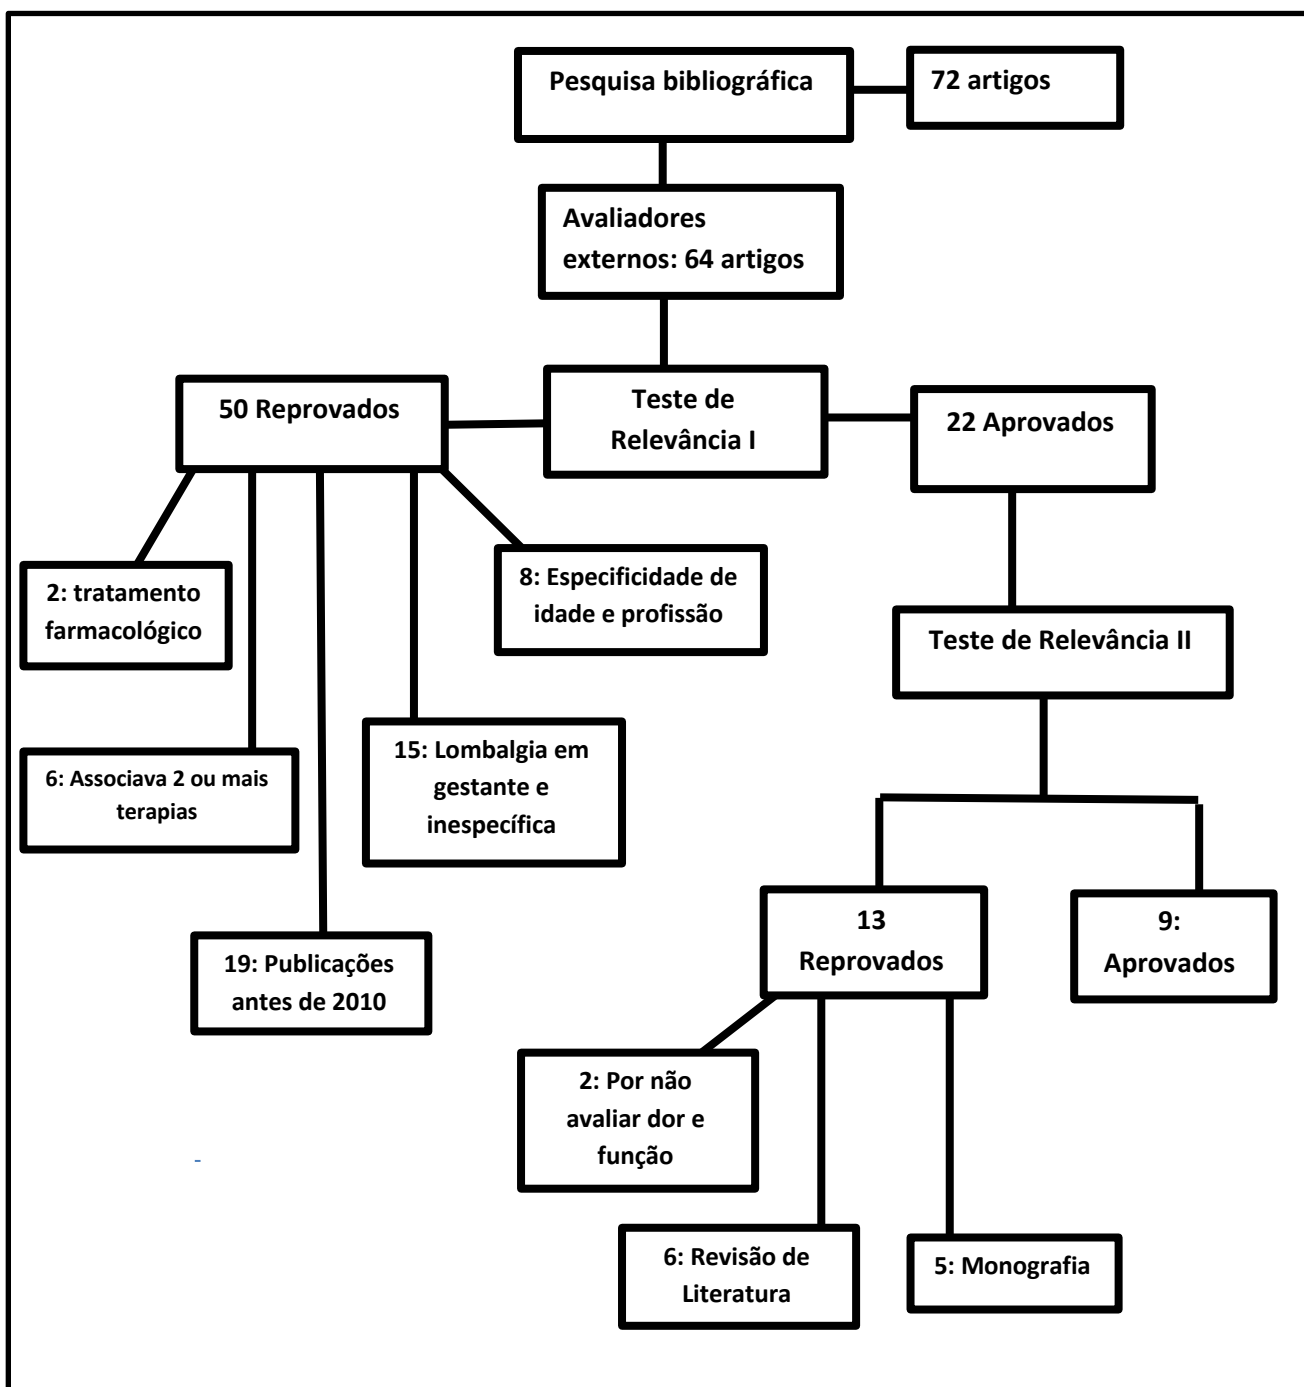 Pesquisa bibliográfica
72 artigos
Avaliadores
externos: 64 artigos
50 Reprovados
Teste de
Relevância I
22 Aprovados
2: tratamento
farmacológico
8: Especificidade de
idade e profissão
Teste de Relevância II
6: Associava 2 ou mais
terapias
15: Lombalgia em
gestante e
inespecífica
19: Publicações
antes de 2010
13
Reprovados
9:
Aprovados
2: Por não
avaliar dor e
função
6: Revisão de
Literatura
5: Monografia